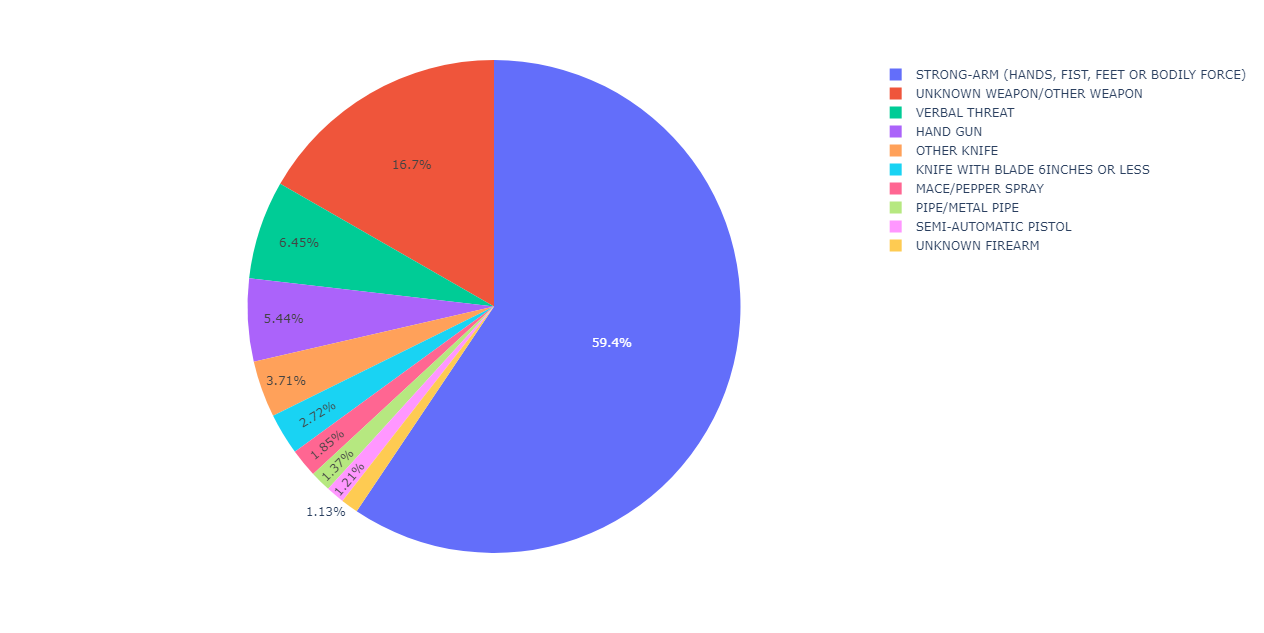 16.7%
6.45%
5.44%
3.71%
2.72%
1.85%
1.37%
1.21%
1.13%
59.4%
STRONG-ARM (HANDS, FIST, FEET OR BODILY FORCE)
UNKNOWN WEAPON/OTHER WEAPON
VERBAL THREAT
HAND GUN
OTHER KNIFE
KNIFE WITH BLADE 6INCHES OR LESS
MACE/PEPPER SPRAY
PIPE/METAL PIPE
SEMI-AUTOMATIC PISTOL
UNKNOWN FIREARM